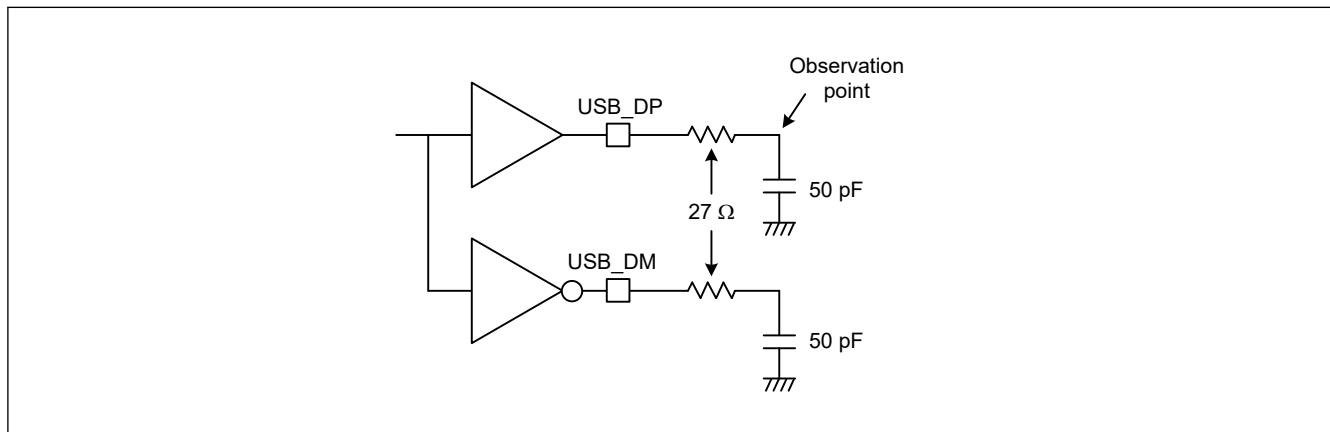 Observation
point
USB_DP
50 pF
27 Ω
USB_DM
50 pF